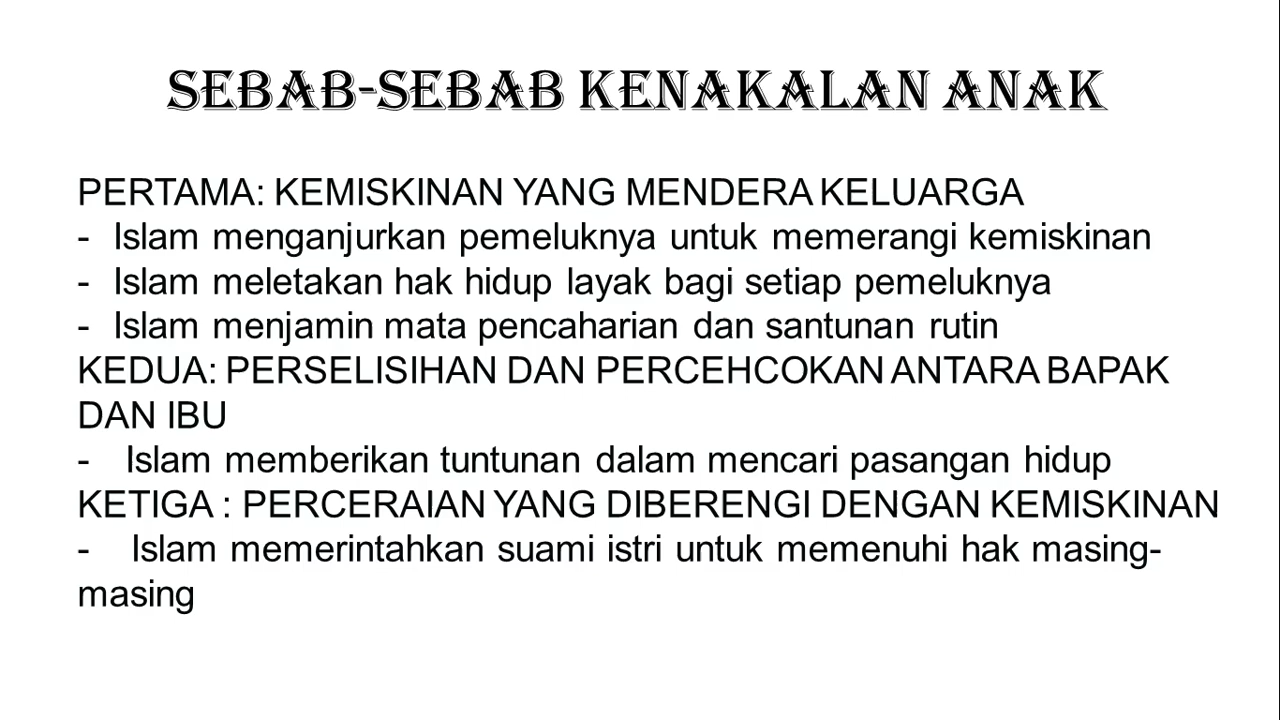 SEBAB-SEBAB KENAKALAN ANAK
PERTAMA: KEMISKINAN YANG MENDERA KELUARGA
- Islam menganjurkan pemeluknya untuk memerangi kemiskinan
- Islam meletakan hak hidup layak bagi setiap pemeluknya
- Islam menjamin mata pencaharian dan santunan rutin
KEDUA: PERSELISIHAN DAN PERCEHCOKAN ANTARA BAPAK
DAN IBU
- Islam memberikan tuntunan dalam mencari pasangan hidup
KETIGA : PERCERAIAN YANG DIBERENGI DENGAN KEMISKINAN
- Islam memerintahkan suami istri untuk memenuhi hak masing-
masing